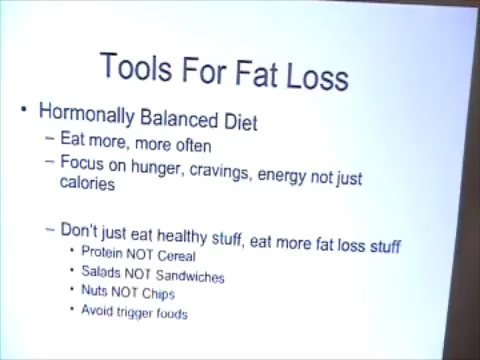 Tools For Fat Loss
• Hormonally Balanced Diet
– Eat more, more often
– Focus on hunger, cravings, energy not just
calories
– Don't just eat healthy stuff, eat more fat loss stuff
• Protein NOT Cereal
• Salads NOT Sandwiches
• Nuts NOT Chips
• Avoid trigger foods